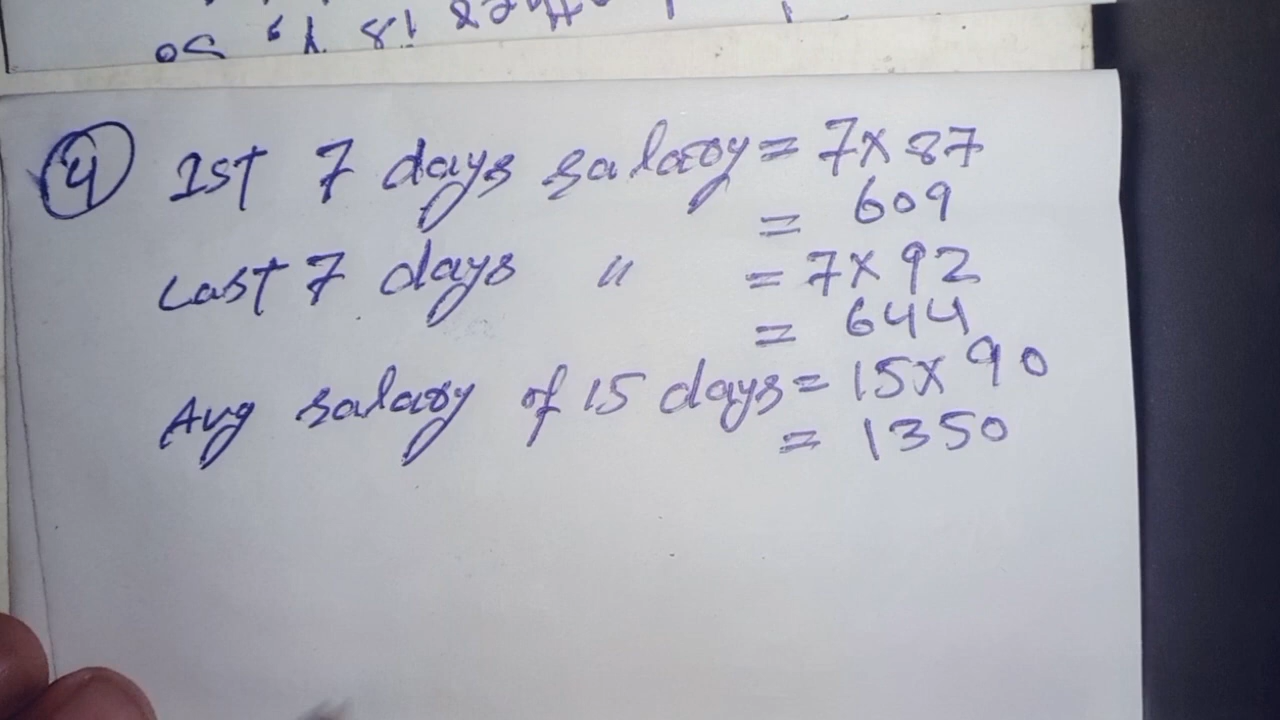 ④ 1st 7 days salary = 7x87
= 609
Last 7 days " = 7x92
= 644
Avg salary of 15 days = 15x90
= 1350